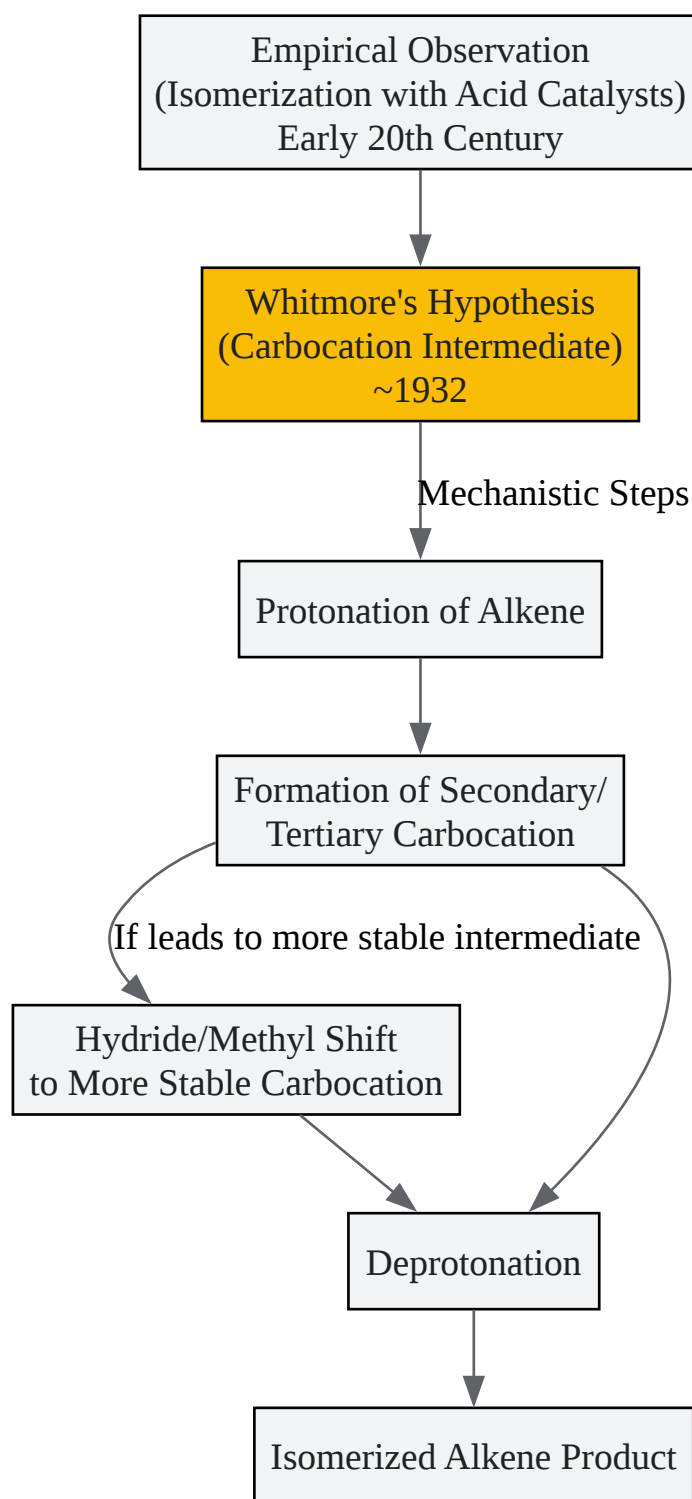 Empirical Observation
(Isomerization with Acid Catalysts)
Early 20th Century
Whitmore's Hypothesis
(Carbocation Intermediate)
~1932
Mechanistic Steps
Protonation of Alkene
Formation of Secondary/
Tertiary Carbocation
If leads to more stable intermediate
Hydride/Methyl Shift
to More Stable Carbocation
Deprotonation
Isomerized Alkene Product